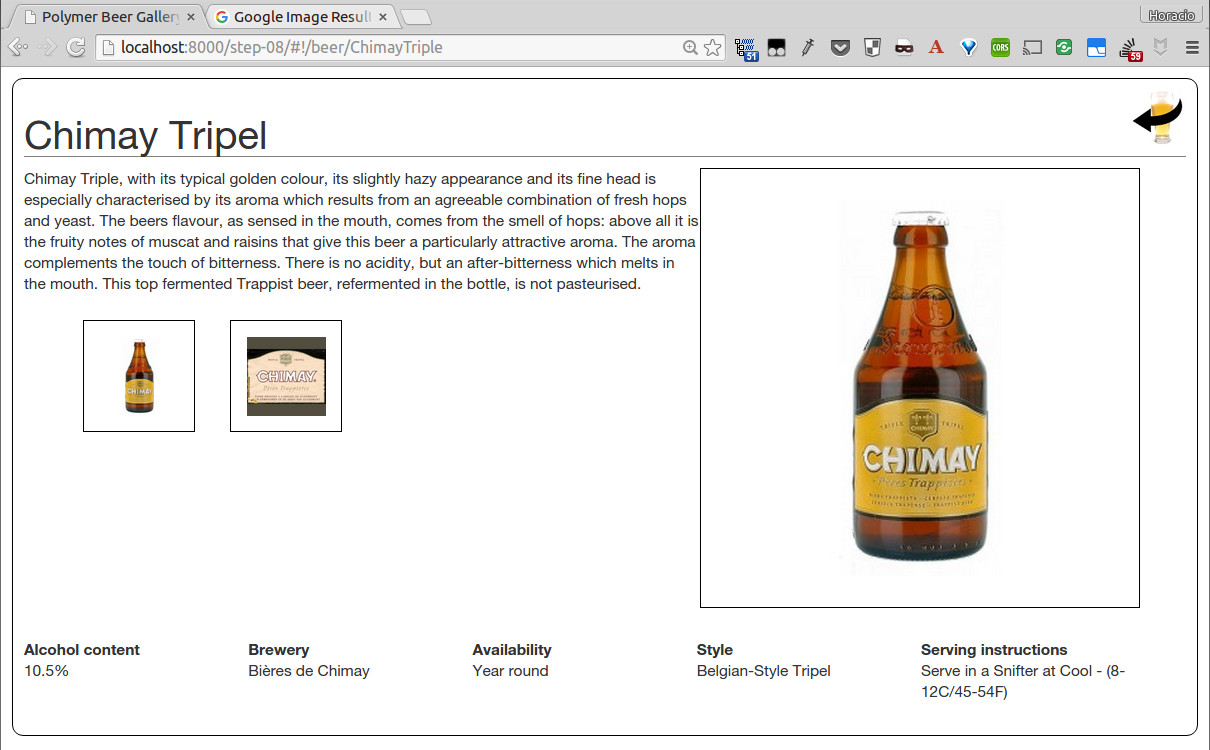 Polymer Beer Galler
Google Image Result
Horacio
localhost:8000/step-08/#!/beer/ChimayTriple
51
A
CORS
59
Chimay Tripel
Chimay Triple, with its typical golden colour, its slightly hazy appearance and its fine head is
especially characterised by its aroma which results from an agreeable combination of fresh hops
and yeast. The beers flavour, as sensed in the mouth, comes from the smell of hops: above all it is
the fruity notes of muscat and raisins that give this beer a particularly attractive aroma. The aroma
complements the touch of bitterness. There is no acidity, but an after-bitterness which melts in
the mouth. This top fermented Trappist beer, refermented in the bottle, is not pasteurised.
CHIMAY
CHIMAY
Pères Trappistes
TRIPLE TRIPEL
CHIMAY
CHIMAY
Pères Trappistes
Alcohol content
10.5%
Brewery
Bières de Chimay
Availability
Year round
Style
Belgian-Style Tripel
Serving instructions
Serve in a Snifter at Cool - (8-
12C/45-54F)